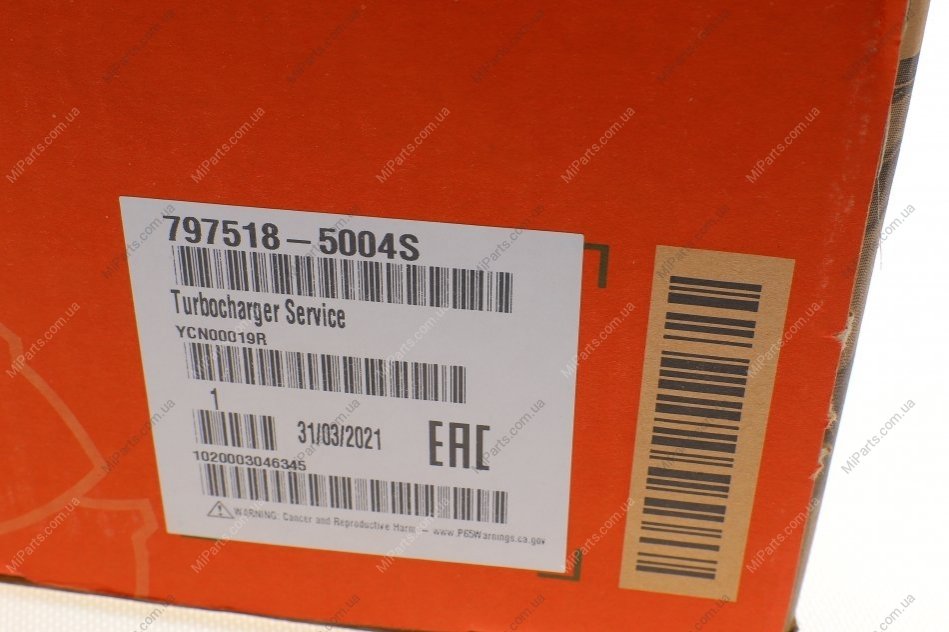 797518-5004S
Turbocharger Service
YCN00019R
1
31/03/2021
EAC
1020003046345
WARNING: Cancer and Reproductive Harm - www.P65Warnings.ca.gov
MiParts.com.ua